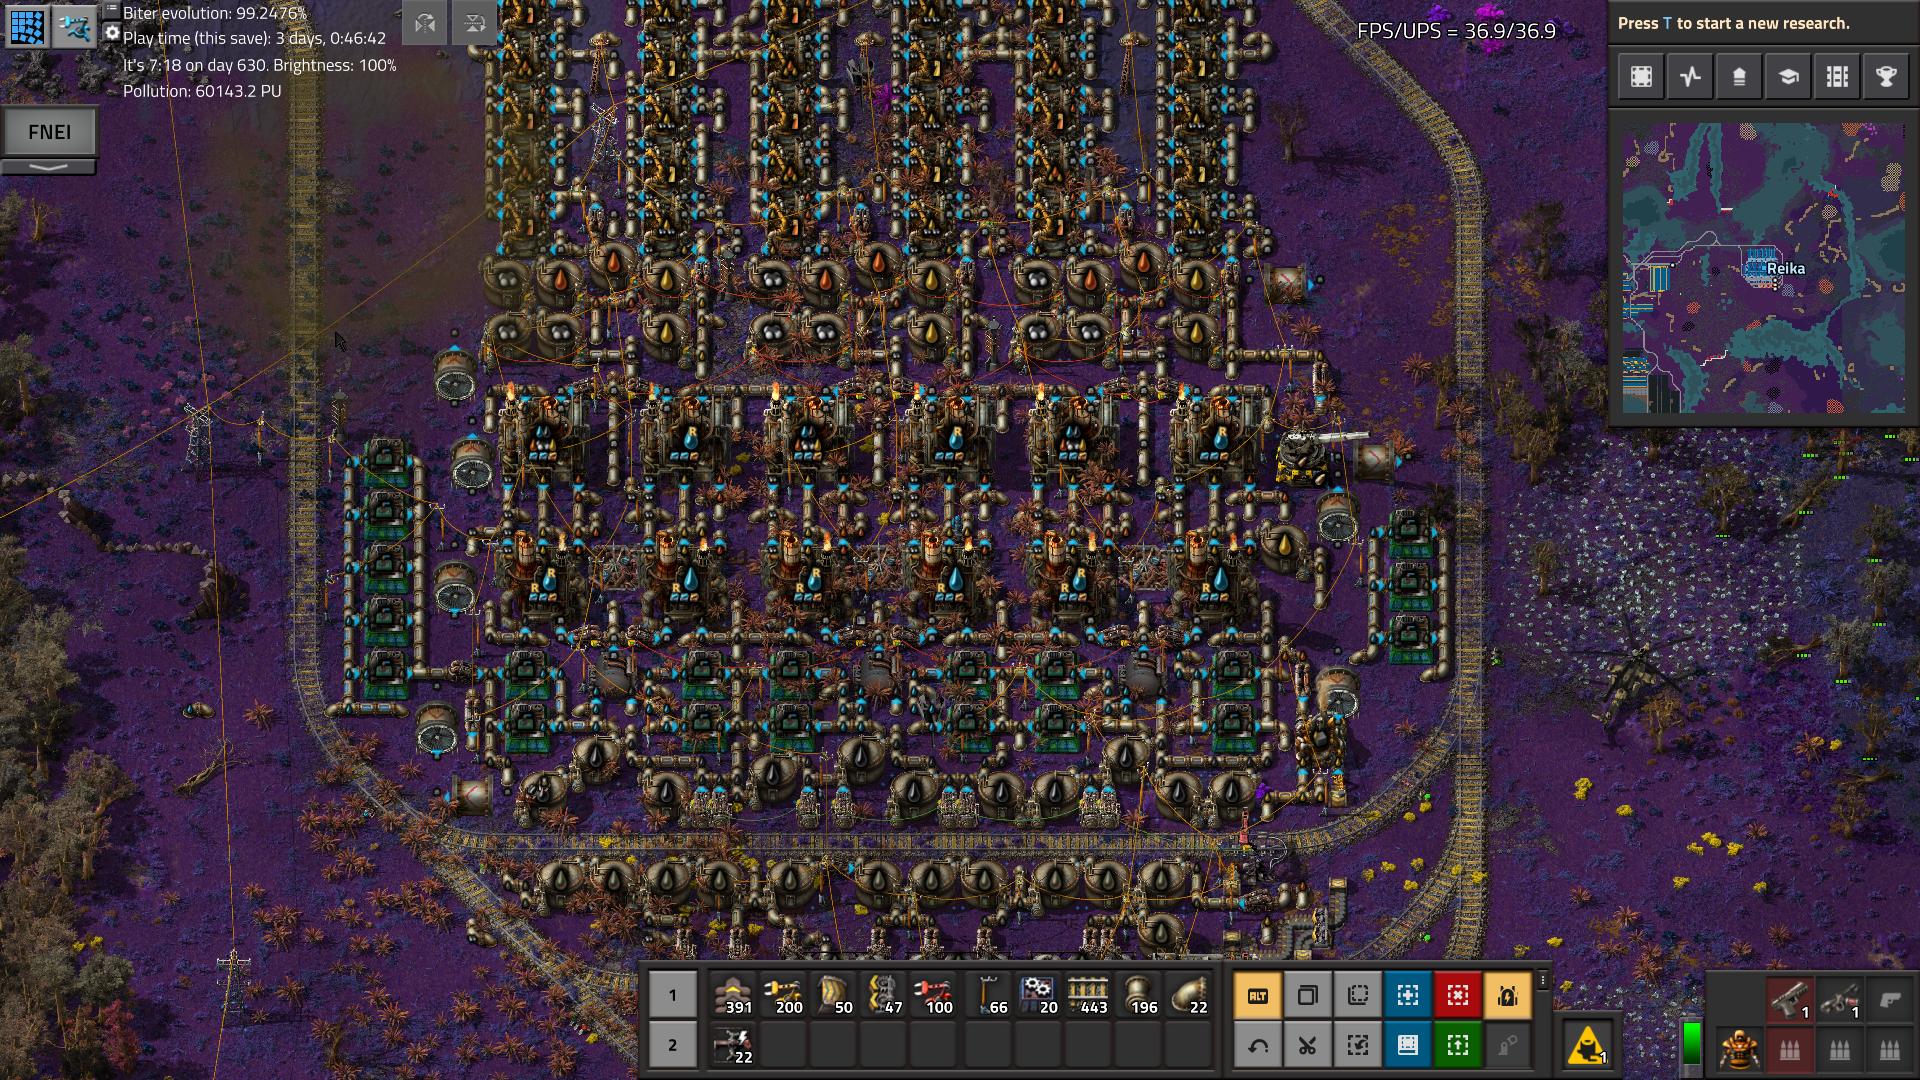 Biter evolution: 99.2476%
Play time (this save): 3 days, 0:46:42
It's 7:18 on day 630. Brightness: 100%
Pollution: 60143.2 PU
FNEI
FPS/UPS = 36.9/36.9
Press T to start a new research.
Reika
R
R
R
R R R R R R
1
391 200 50 47 100 66 20 443 196 22
ALT
1 1
2
22
1